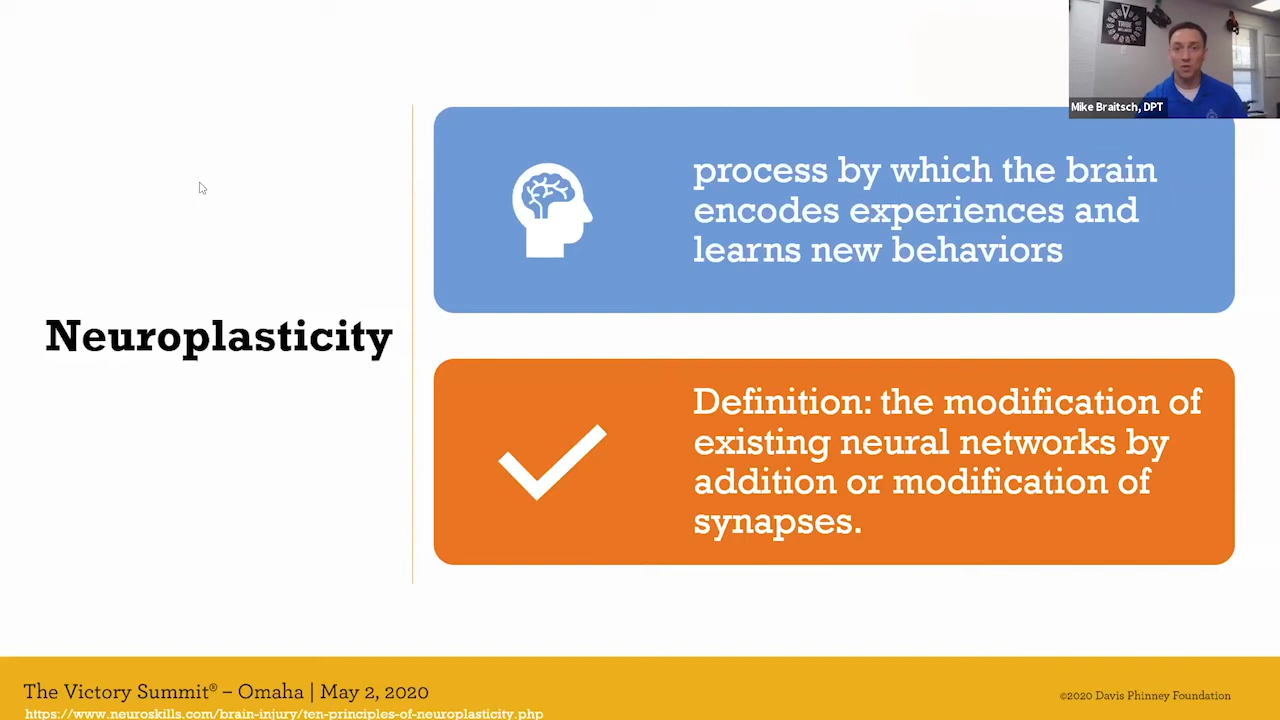 Mike Braitsch, DPT
process by which the brain
encodes experiences and
learns new behaviors
Neuroplasticity
Definition: the modification of
existing neural networks by
addition or modification of
synapses.
The Victory Summit® – Omaha | May 2, 2020
©2020 Davis Phinney Foundation
https://www.neuroskills.com/brain-injury/ten-principles-of-neuroplasticity.php